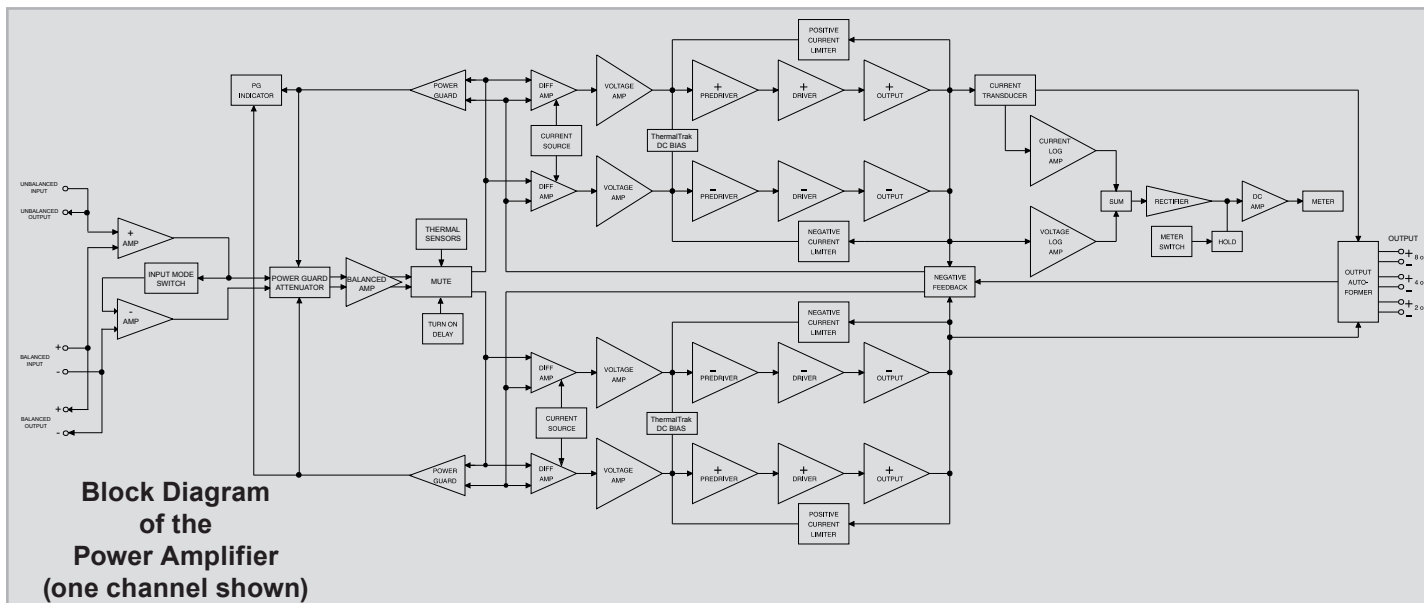 POSITIVE
CURRENT
LIMITER
PG
INDICATOR
POWER
GUARD
DIFF
AMP
VOLTAGE
AMP
+
PREDRIVER
+
DRIVER
+
OUTPUT
CURRENT
TRANSDUCER
CURRENT
SOURCE
ThermalTrak
DC BIAS
CURRENT
LOG
AMP
UNBALANCED
INPUT
UNBALANCED
OUTPUT
DIFF
AMP
VOLTAGE
AMP
-
PREDRIVER
-
DRIVER
-
OUTPUT
SUM
RECTIFIER
DC
AMP
METER
+
AMP
THERMAL
SENSORS
NEGATIVE
CURRENT
LIMITER
VOLTAGE
LOG
AMP
METER
SWITCH
HOLD
INPUT MODE
SWITCH
POWER GUARD
ATTENUATOR
BALANCED
AMP
MUTE
NEGATIVE
FEEDBACK
OUTPUT
AUTO-
FORMER
OUTPUT
+
- 8 o
+
- 4 o
+
- 2 o
-
AMP
TURN ON
DELAY
NEGATIVE
CURRENT
LIMITER
BALANCED
INPUT
+
-
BALANCED
OUTPUT
+
-
DIFF
AMP
VOLTAGE
AMP
-
PREDRIVER
-
DRIVER
-
OUTPUT
CURRENT
SOURCE
ThermalTrak
DC BIAS
POWER
GUARD
DIFF
AMP
VOLTAGE
AMP
+
PREDRIVER
+
DRIVER
+
OUTPUT
POSITIVE
CURRENT
LIMITER
Block Diagram
of the
Power Amplifier
(one channel shown)